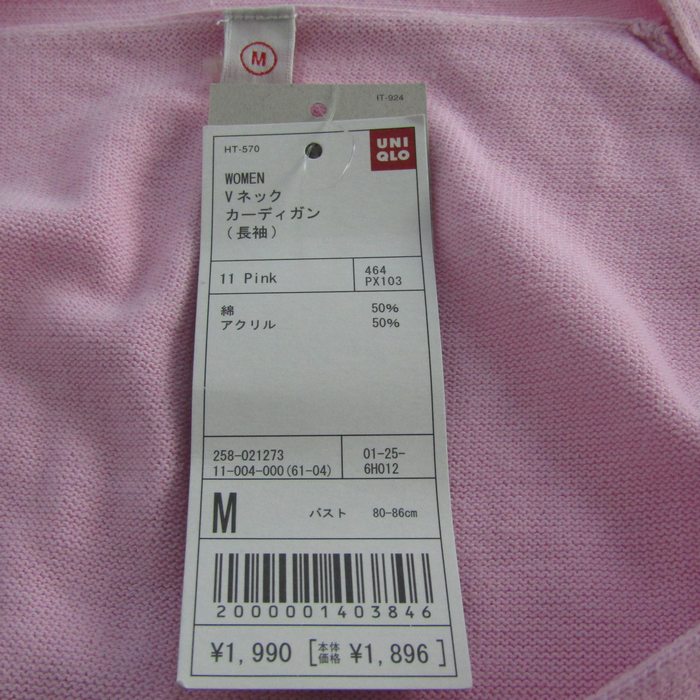 M
IT-924
HT-570
UNI
QLO
WOMEN
Vネック
カーディガン
(長袖)
11 Pink
464
PX103
綿 50%
アクリル 50%
258-021273
11-004-000(61-04)
01-25-
6H012
M バスト 80-86cm
2000001403846
¥1,990 [本体価格 ¥1,896]